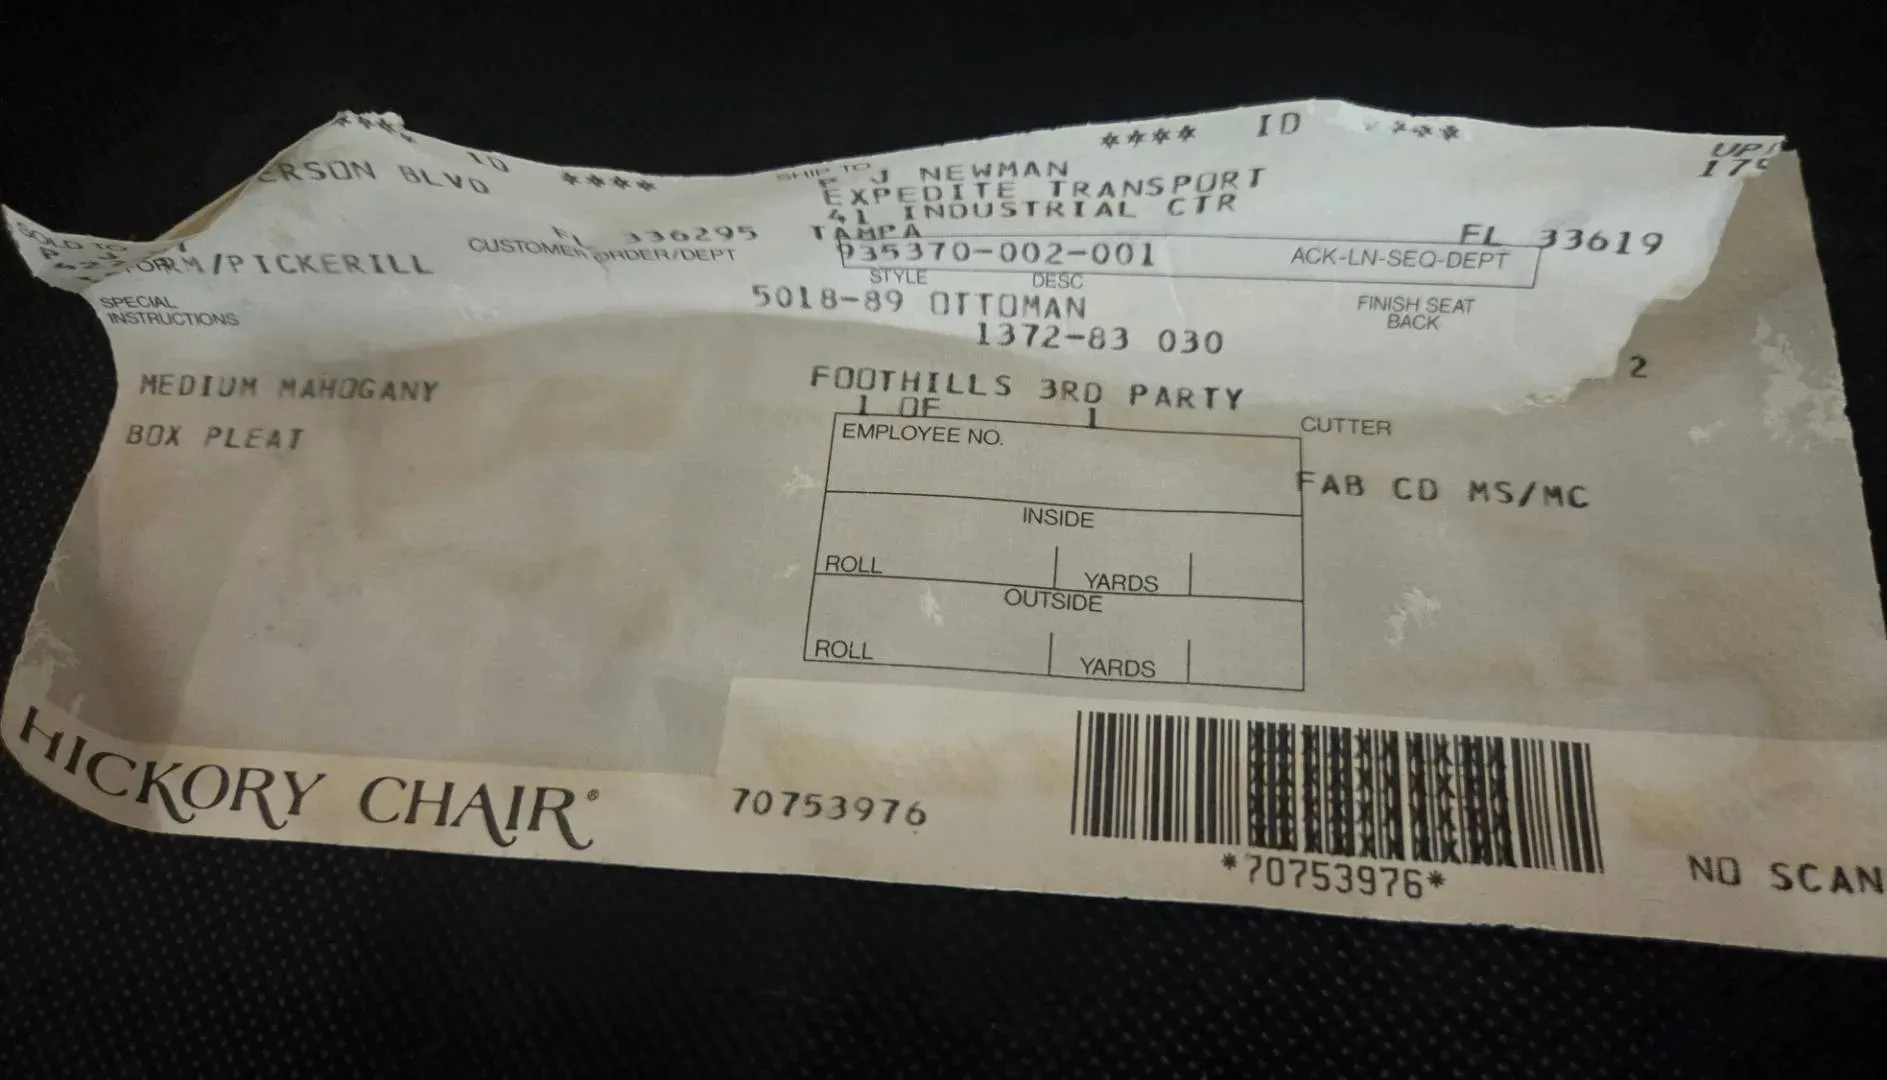 **** ID ****
ID ****
ERSON BLVD
SHIP TO
P J NEWMAN
EXPEDITE TRANSPORT
41 INDUSTRIAL CTR
TAMPA FL 33619
SOLD TO
FL 336295
CUSTOMER ORDER/DEPT
/PICKERILL
935370-002-001 ACK-LN-SEQ-DEPT
STYLE DESC
5018-89 OTTOMAN
1372-83 030
FINISH SEAT
BACK
2
SPECIAL
INSTRUCTIONS
MEDIUM MAHOGANY
BOX PLEAT
FOOTHILLS 3RD PARTY
1 OF 1
EMPLOYEE NO.
CUTTER
FAB CD MS/MC
INSIDE
ROLL YARDS
OUTSIDE
ROLL YARDS
HICKORY CHAIR®
70753976
*70753976*
NO SCAN